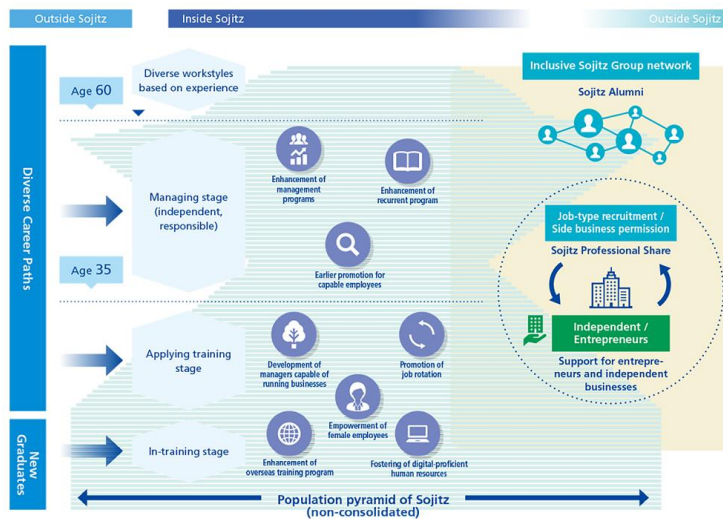 Outside Sojitz
Inside Sojitz
Outside Sojitz
Diverse Career Paths
New
Graduates
Age 60
Diverse workstyles
based on experience
Managing stage
(independent,
responsible)
Age 35
Applying training
stage
In-training stage
Enhancement of
management
programs
Enhancement of
recurrent program
Earlier promotion for
capable employees
Development of
managers capable of
running businesses
Promotion of
job rotation
Empowerment of
female employees
Enhancement of
overseas training program
Fostering of digital-proficient
human resources
Inclusive Sojitz Group network
Sojitz Alumni
Job-type recruitment /
Side business permission
Sojitz Professional Share
Independent /
Entrepreneurs
Support for entrepre-
neurs and independent
businesses
Population pyramid of Sojitz
(non-consolidated)